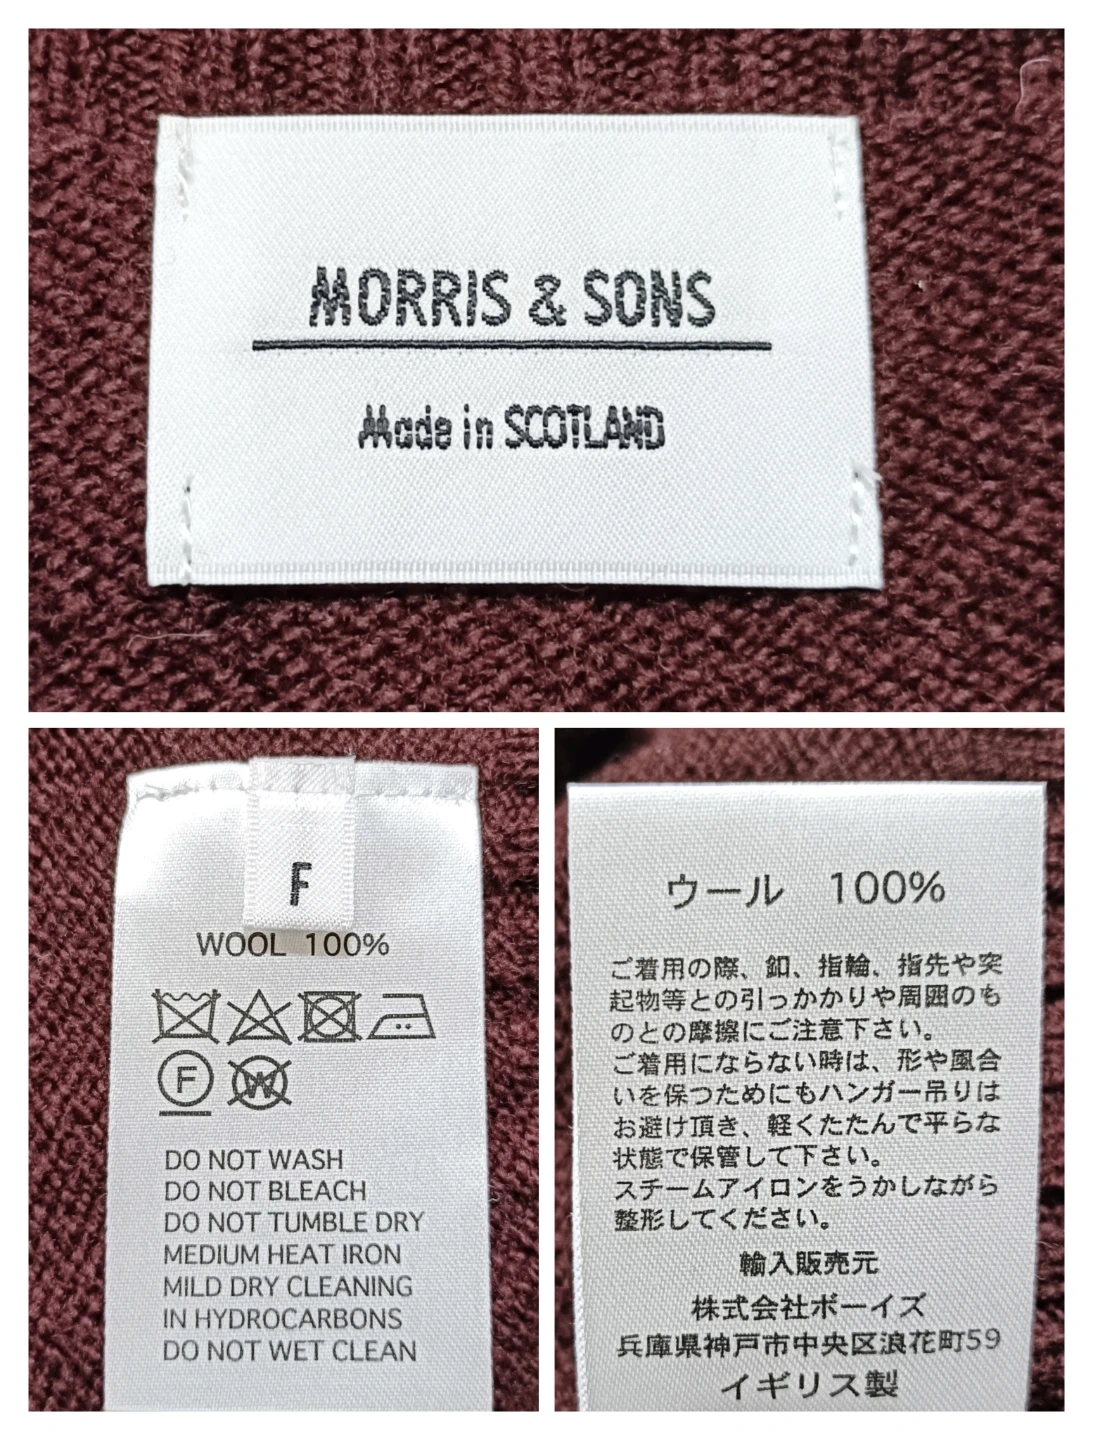 MORRIS & SONS
Made in SCOTLAND
F
WOOL 100%
F
W
DO NOT WASH
DO NOT BLEACH
DO NOT TUMBLE DRY
MEDIUM HEAT IRON
MILD DRY CLEANING
IN HYDROCARBONS
DO NOT WET CLEAN
ウール 100%
ご着用の際、釦、指輪、指先や突
起物等との引っかかりや周囲のも
のとの摩擦にご注意下さい。
ご着用にならない時は、形や風合
いを保つためにもハンガー吊りは
お避け頂き、軽くたたんで平らな
状態で保管して下さい。
スチームアイロンをうかしながら
整形してください。
輸入販売元
株式会社ボーイズ
兵庫県神戸市中央区浪花町59
イギリス製